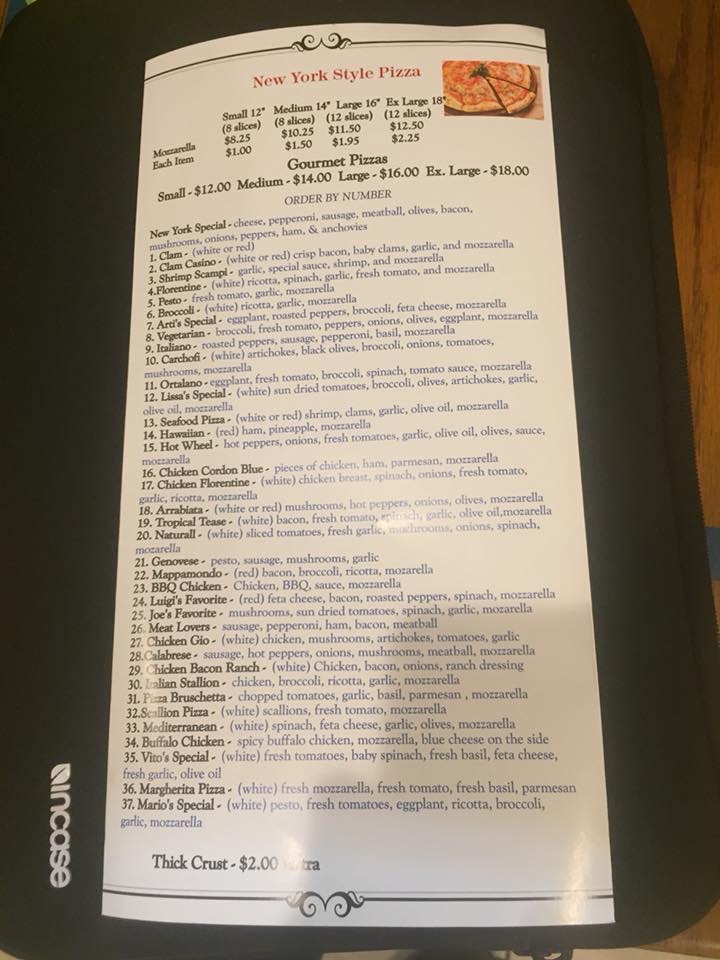 New York Style Pizza
Small 12" Medium 14" Large 16" Ex Large 18"
(8 slices) (8 slices) (12 slices) (12 slices)
Mozzarella $8.25 $10.25 $11.50 $12.50
Each Item $1.00 $1.50 $1.95 $2.25
Gourmet Pizzas
Small - $12.00 Medium - $14.00 Large - $16.00 Ex. Large - $18.00
ORDER BY NUMBER
New York Special - cheese, pepperoni, sausage, meatball, olives, bacon,
mushrooms, onions, peppers, ham, & anchovies
1. Clam - (white or red)
2. Clam Casino - (white or red) crisp bacon, baby clams, garlic, and mozzarella
3. Shrimp Scampi - garlic, special sauce, shrimp, and mozzarella
4.Florentine - (white) ricotta, spinach, garlic, fresh tomato, and mozzarella
5. Pesto - fresh tomato, garlic, mozzarella
6. Broccoli - (white) ricotta, garlic, mozzarella
7. Arti's Special - eggplant, roasted peppers, broccoli, feta cheese, mozzarella
8. Vegetarian - broccoli, fresh tomato, peppers, onions, olives, eggplant, mozzarella
9. Italiano - roasted peppers, sausage, pepperoni, basil, mozzarella
10. Carchofi - (white) artichokes, black olives, broccoli, onions, tomatoes,
mushrooms, mozzarella
11. Ortalano - eggplant, fresh tomato, broccoli, spinach, tomato sauce, mozzarella
12. Lissa's Special - (white) sun dried tomatoes, broccoli, olives, artichokes, garlic,
olive oil, mozzarella
13. Seafood Pizza - (white or red) shrimp, clams, garlic, olive oil, mozzarella
14. Hawaiian - (red) ham, pineapple, mozzarella
15. Hot Wheel - hot peppers, onions, fresh tomatoes, garlic, olive oil, olives, sauce,
mozzarella
16. Chicken Cordon Blue - pieces of chicken, ham, parmesan, mozzarella
17. Chicken Florentine - (white) chicken breast, spinach, onions, fresh tomato,
garlic, ricotta, mozzarella
18. Arrabiata - (white or red) mushrooms, hot peppers, onions, olives, mozzarella
19. Tropical Tease - (white) bacon, fresh tomato, spinach, garlic, olive oil,mozarella
20. Naturall - (white) sliced tomatoes, fresh garlic, mushrooms, onions, spinach,
mozarella
21. Genovese - pesto, sausage, mushrooms, garlic
22. Mappamondo - (red) bacon, broccoli, ricotta, mozarella
23. BBQ Chicken - Chicken, BBQ, sauce, mozzarella
24. Luigi's Favorite - (red) feta cheese, bacon, roasted peppers, spinach, mozzarella
25. Joe's Favorite - mushrooms, sun dried tomatoes, spinach, garlic, mozarella
26. Meat Lovers - sausage, pepperoni, ham, bacon, meatball
27. Chicken Gio - (white) chicken, mushrooms, artichokes, tomatoes, garlic
28.Calabrese - sausage, hot peppers, onions, mushrooms, meatball, mozzarella
29. Chicken Bacon Ranch - (white) Chicken, bacon, onions, ranch dressing
30. Italian Stallion - chicken, broccoli, ricotta, garlic, mozzarella
31. Pizza Bruschetta - chopped tomatoes, garlic, basil, parmesan , mozzarella
32.Scallion Pizza - (white) scallions, fresh tomato, mozzarella
33. Mediterranean - (white) spinach, feta cheese, garlic, olives, mozzarella
34. Buffalo Chicken - spicy buffalo chicken, mozzarella, blue cheese on the side
35. Vito's Special - (white) fresh tomatoes, baby spinach, fresh basil, feta cheese,
fresh garlic, olive oil
36. Margherita Pizza - (white) fresh mozzarella, fresh tomato, fresh basil, parmesan
37. Mario's Special - (white) pesto, fresh tomatoes, eggplant, ricotta, broccoli,
garlic, mozzarella
Thick Crust - $2.00 extra
incase